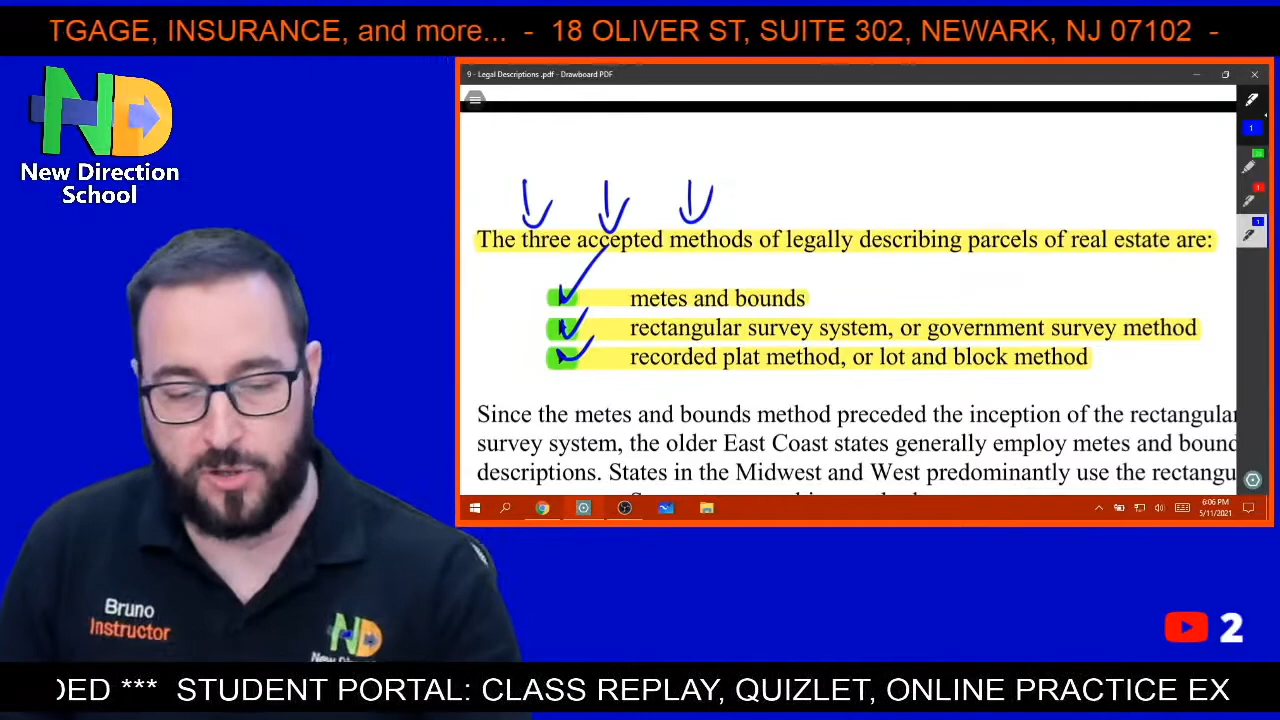 TGAGE, INSURANCE, and more... - 18 OLIVER ST, SUITE 302, NEWARK, NJ 07102 -
ND
New Direction
School
9 - Legal Descriptions .pdf - Drawboard PDF
The three accepted methods of legally describing parcels of real estate are:
metes and bounds
rectangular survey system, or government survey method
recorded plat method, or lot and block method
Since the metes and bounds method preceded the inception of the rectangular
survey system, the older East Coast states generally employ metes and bound
descriptions. States in the Midwest and West predominantly use the rectangu
6:06 PM
5/11/2021
Bruno
Instructor
ND
2
DED *** STUDENT PORTAL: CLASS REPLAY, QUIZLET, ONLINE PRACTICE EX